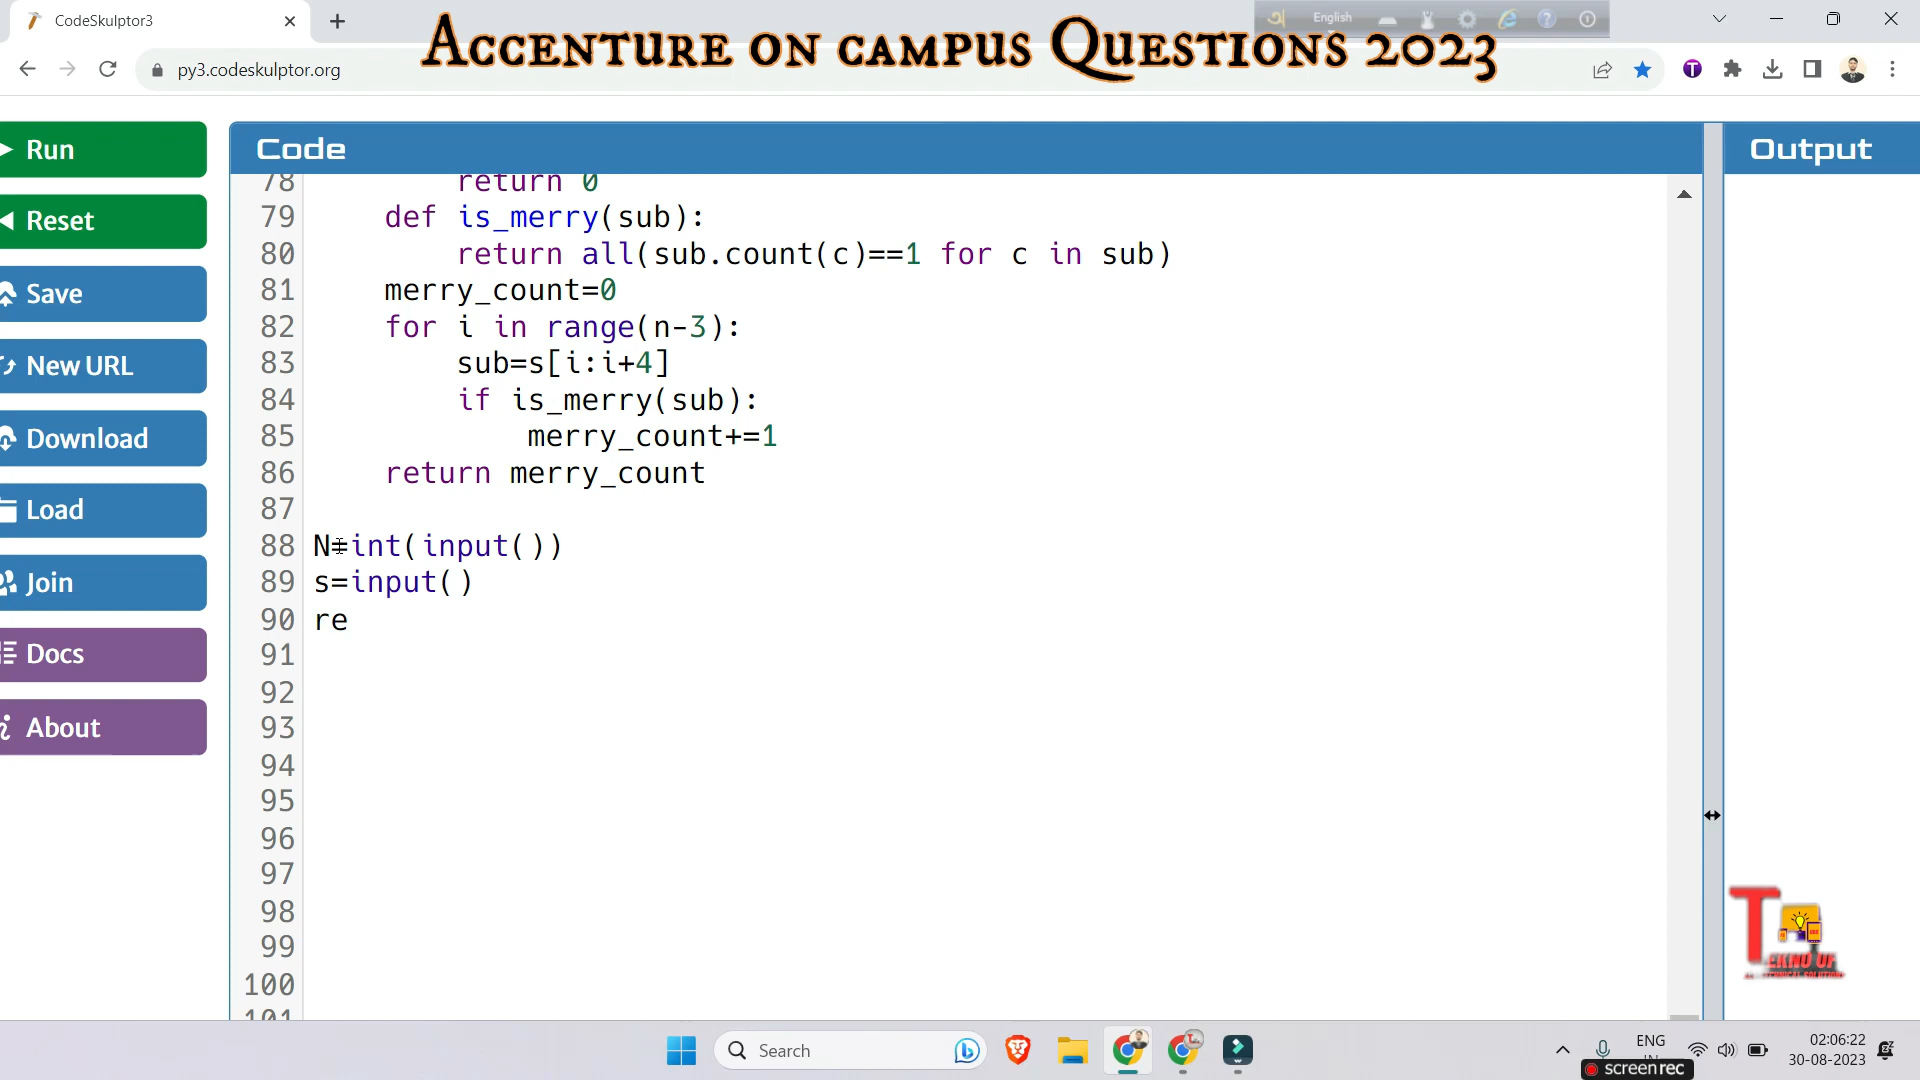 CodeSkulptor3
Accenture on campus Questions 2023
English
py3.codeskulptor.org
Run
Reset
Save
New URL
Download
Load
Join
Docs
About
Code
Output
78 return 0
79 def is_merry(sub):
80 return all(sub.count(c)==1 for c in sub)
81 merry_count=0
82 for i in range(n-3):
83 sub=s[i:i+4]
84 if is_merry(sub):
85 merry_count+=1
86 return merry_count
87
88 N=int(input())
89 s=input()
90 re
91
92
93
94
95
96
97
98
99
100
101
Search
ENG
02:06:22
30-08-2023
screenrec